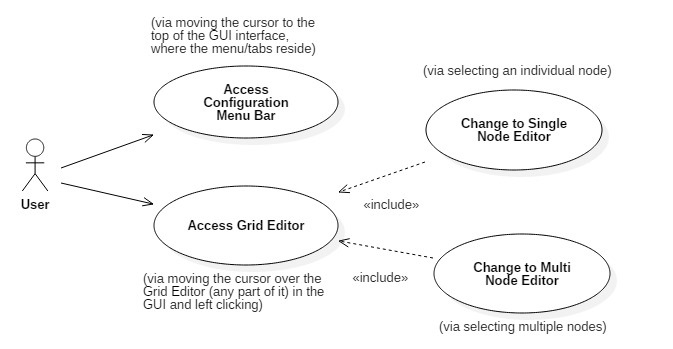 (via moving the cursor to the
top of the GUI interface,
where the menu/tabs reside)
Access
Configuration
Menu Bar
(via selecting an individual node)
Change to Single
Node Editor
User
«include»
Access Grid Editor
(via moving the cursor over the
Grid Editor (any part of it) in the
GUI and left clicking)
«include»
Change to Multi
Node Editor
(via selecting multiple nodes)